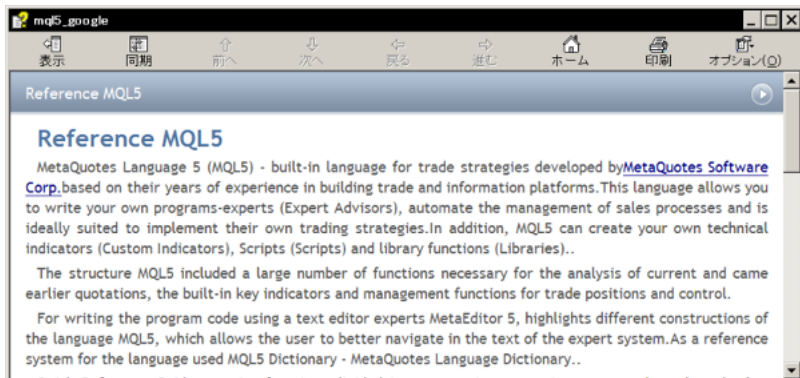 mql5_google
表示 同期 前へ 次へ 戻る 進む ホーム 印刷 オプション(O)
Reference MQL5
Reference MQL5
MetaQuotes Language 5 (MQL5) - built-in language for trade strategies developed byMetaQuotes Software
Corp.based on their years of experience in building trade and information platforms.This language allows you
to write your own programs-experts (Expert Advisors), automate the management of sales processes and is
ideally suited to implement their own trading strategies.In addition, MQL5 can create your own technical
indicators (Custom Indicators), Scripts (Scripts) and library functions (Libraries)..
The structure MQL5 included a large number of functions necessary for the analysis of current and came
earlier quotations, the built-in key indicators and management functions for trade positions and control.
For writing the program code using a text editor experts MetaEditor 5, highlights different constructions of
the language MQL5, which allows the user to better navigate in the text of the expert system.As a reference
system for the language used MQL5 Dictionary - MetaQuotes Language Dictionary..